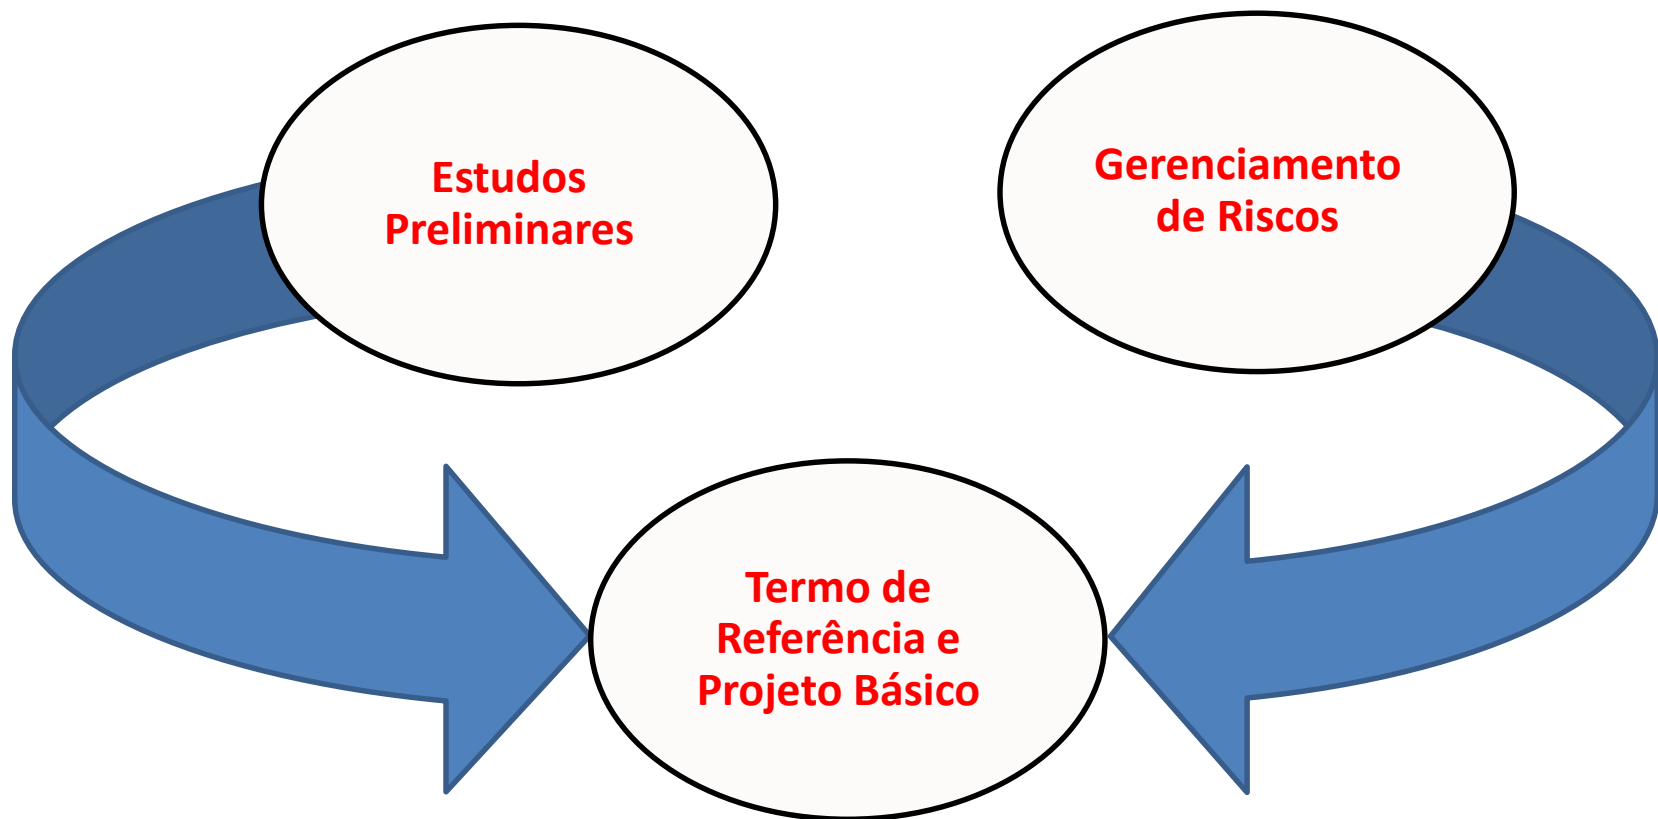 Estudos
Preliminares
Gerenciamento
de Riscos
Termo de
Referência e
Projeto Básico